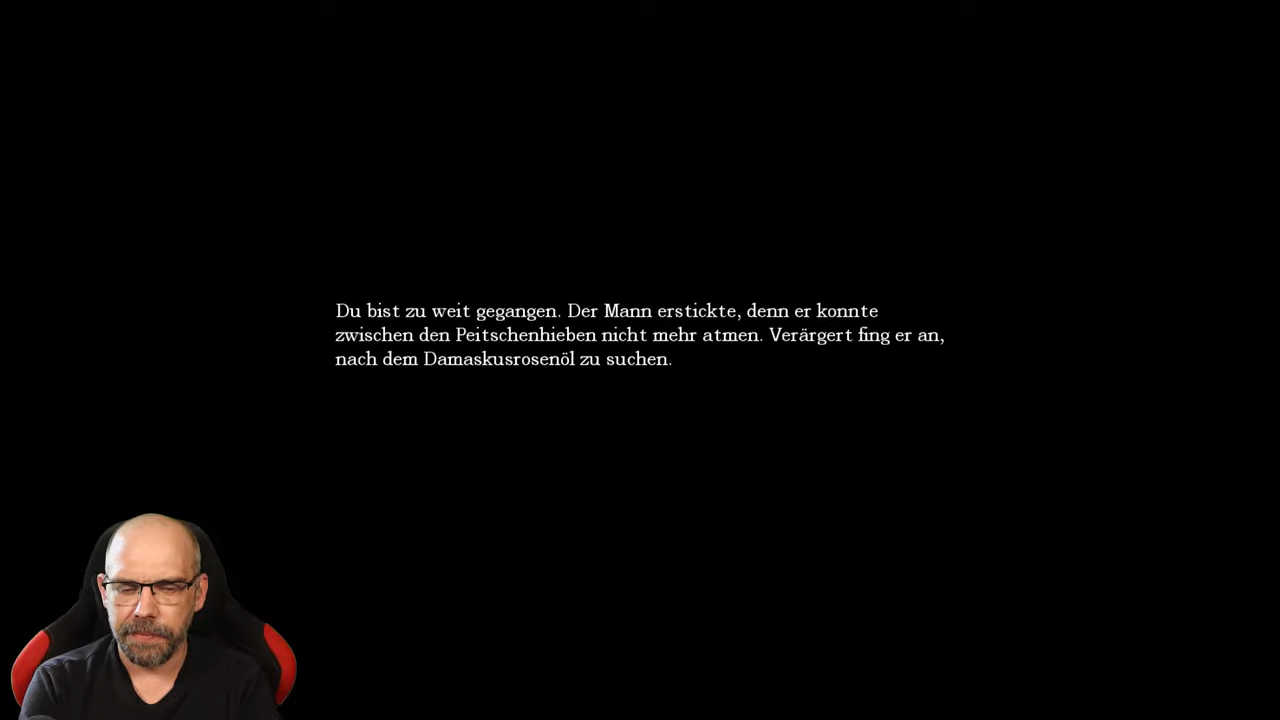 Du bist zu weit gegangen. Der Mann erstickte, denn er konnte
zwischen den Peitschenhieben nicht mehr atmen. Verärgert fing er an,
nach dem Damaskusrosenöl zu suchen.